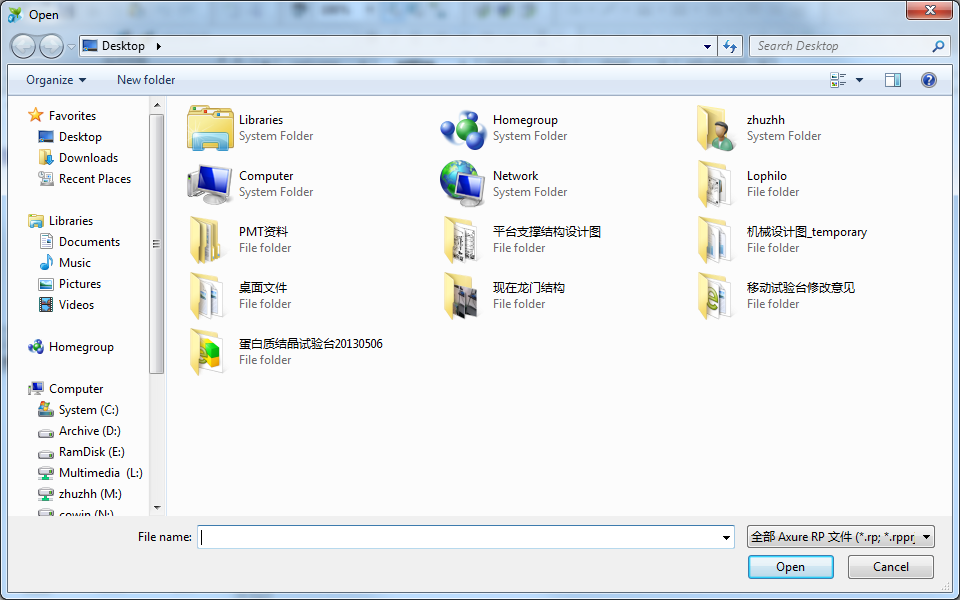 Open
Desktop
Search Desktop
Organize
New folder
Favorites
Desktop
Downloads
Recent Places
Libraries
Documents
Music
Pictures
Videos
Homegroup
Computer
System (C:)
Archive (D:)
RamDisk (E:)
Multimedia (L:)
zhuzhh (M:)
cowin (N:)
Libraries
System Folder
Homegroup
System Folder
zhuzhh
System Folder
Computer
System Folder
Network
System Folder
Lophilo
File folder
PMT资料
File folder
平台支撑结构设计图
File folder
机械设计图_temporary
File folder
桌面文件
File folder
现在龙门结构
File folder
移动试验台修改意见
File folder
蛋白质结晶试验台20130506
File folder
File name:
全部 Axure RP 文件 (*.rp; *.rpprj
Open
Cancel